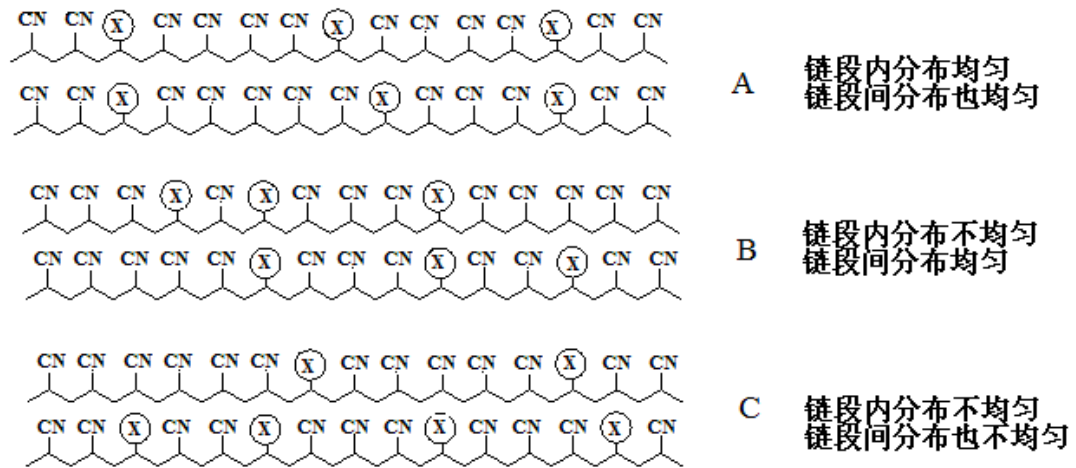 CN CN X CN CN CN CN X CN CN CN CN X CN CN
CN CN X CN CN CN CN CN X CN CN CN X CN CN
A
链段内分布均匀
链段间分布也均匀
CN CN CN X CN X CN CN CN X CN CN CN CN CN
CN CN CN CN CN X CN CN CN X CN CN X CN CN
B
链段内分布不均匀
链段间分布均匀
CN CN CN CN CN CN X CN CN CN CN CN X CN CN
CN CN X CN CN X CN CN CN X CN CN CN X CN
C
链段内分布不均匀
链段间分布也不均匀